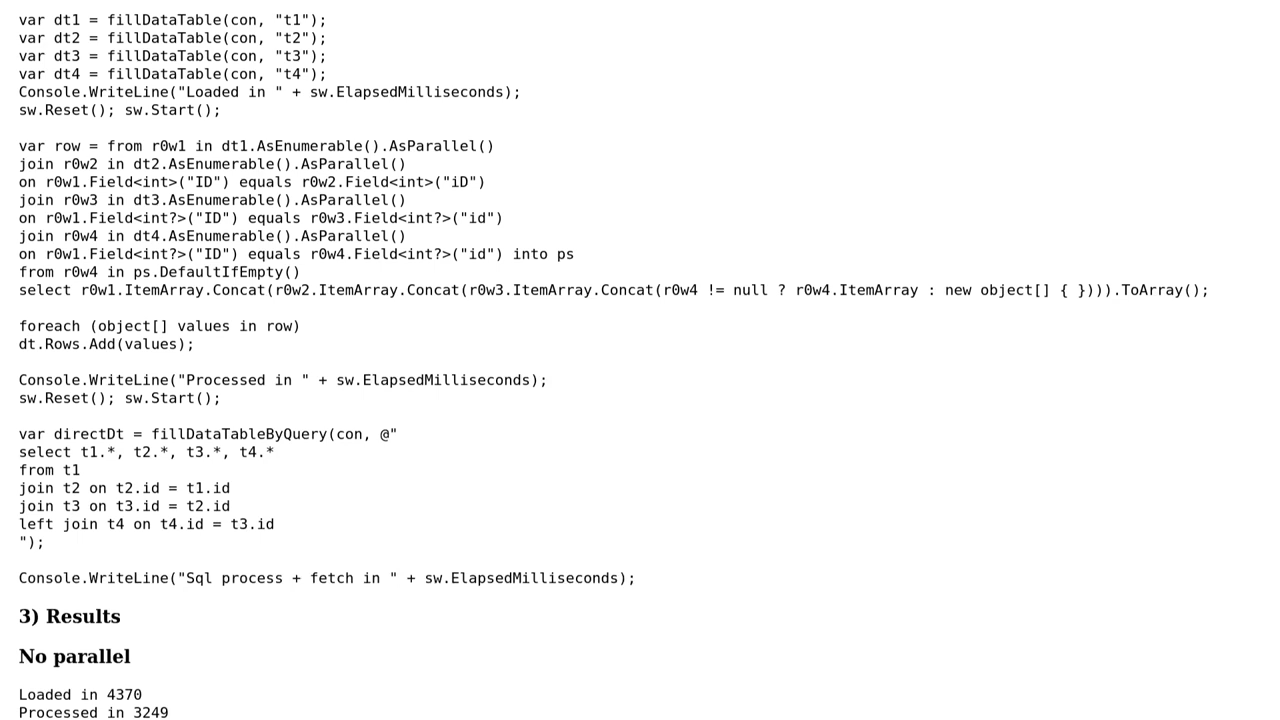 var dt1 = fillDataTable(con, "t1");
var dt2 = fillDataTable(con, "t2");
var dt3 = fillDataTable(con, "t3");
var dt4 = fillDataTable(con, "t4");
Console.WriteLine("Loaded in " + sw.ElapsedMilliseconds);
sw.Reset(); sw.Start();

var row = from r0w1 in dt1.AsEnumerable().AsParallel()
join r0w2 in dt2.AsEnumerable().AsParallel()
on r0w1.Field<int>("ID") equals r0w2.Field<int>("iD")
join r0w3 in dt3.AsEnumerable().AsParallel()
on r0w1.Field<int?>("ID") equals r0w3.Field<int?>("id")
join r0w4 in dt4.AsEnumerable().AsParallel()
on r0w1.Field<int?>("ID") equals r0w4.Field<int?>("id") into ps
from r0w4 in ps.DefaultIfEmpty()
select r0w1.ItemArray.Concat(r0w2.ItemArray.Concat(r0w3.ItemArray.Concat(r0w4 != null ? r0w4.ItemArray : new object[] { }))).ToArray();

foreach (object[] values in row)
dt.Rows.Add(values);

Console.WriteLine("Processed in " + sw.ElapsedMilliseconds);
sw.Reset(); sw.Start();

var directDt = fillDataTableByQuery(con, @"
select t1.*, t2.*, t3.*, t4.*
from t1
join t2 on t2.id = t1.id
join t3 on t3.id = t2.id
left join t4 on t4.id = t3.id
");

Console.WriteLine("Sql process + fetch in " + sw.ElapsedMilliseconds);
3) Results
No parallel
Loaded in 4370
Processed in 3249